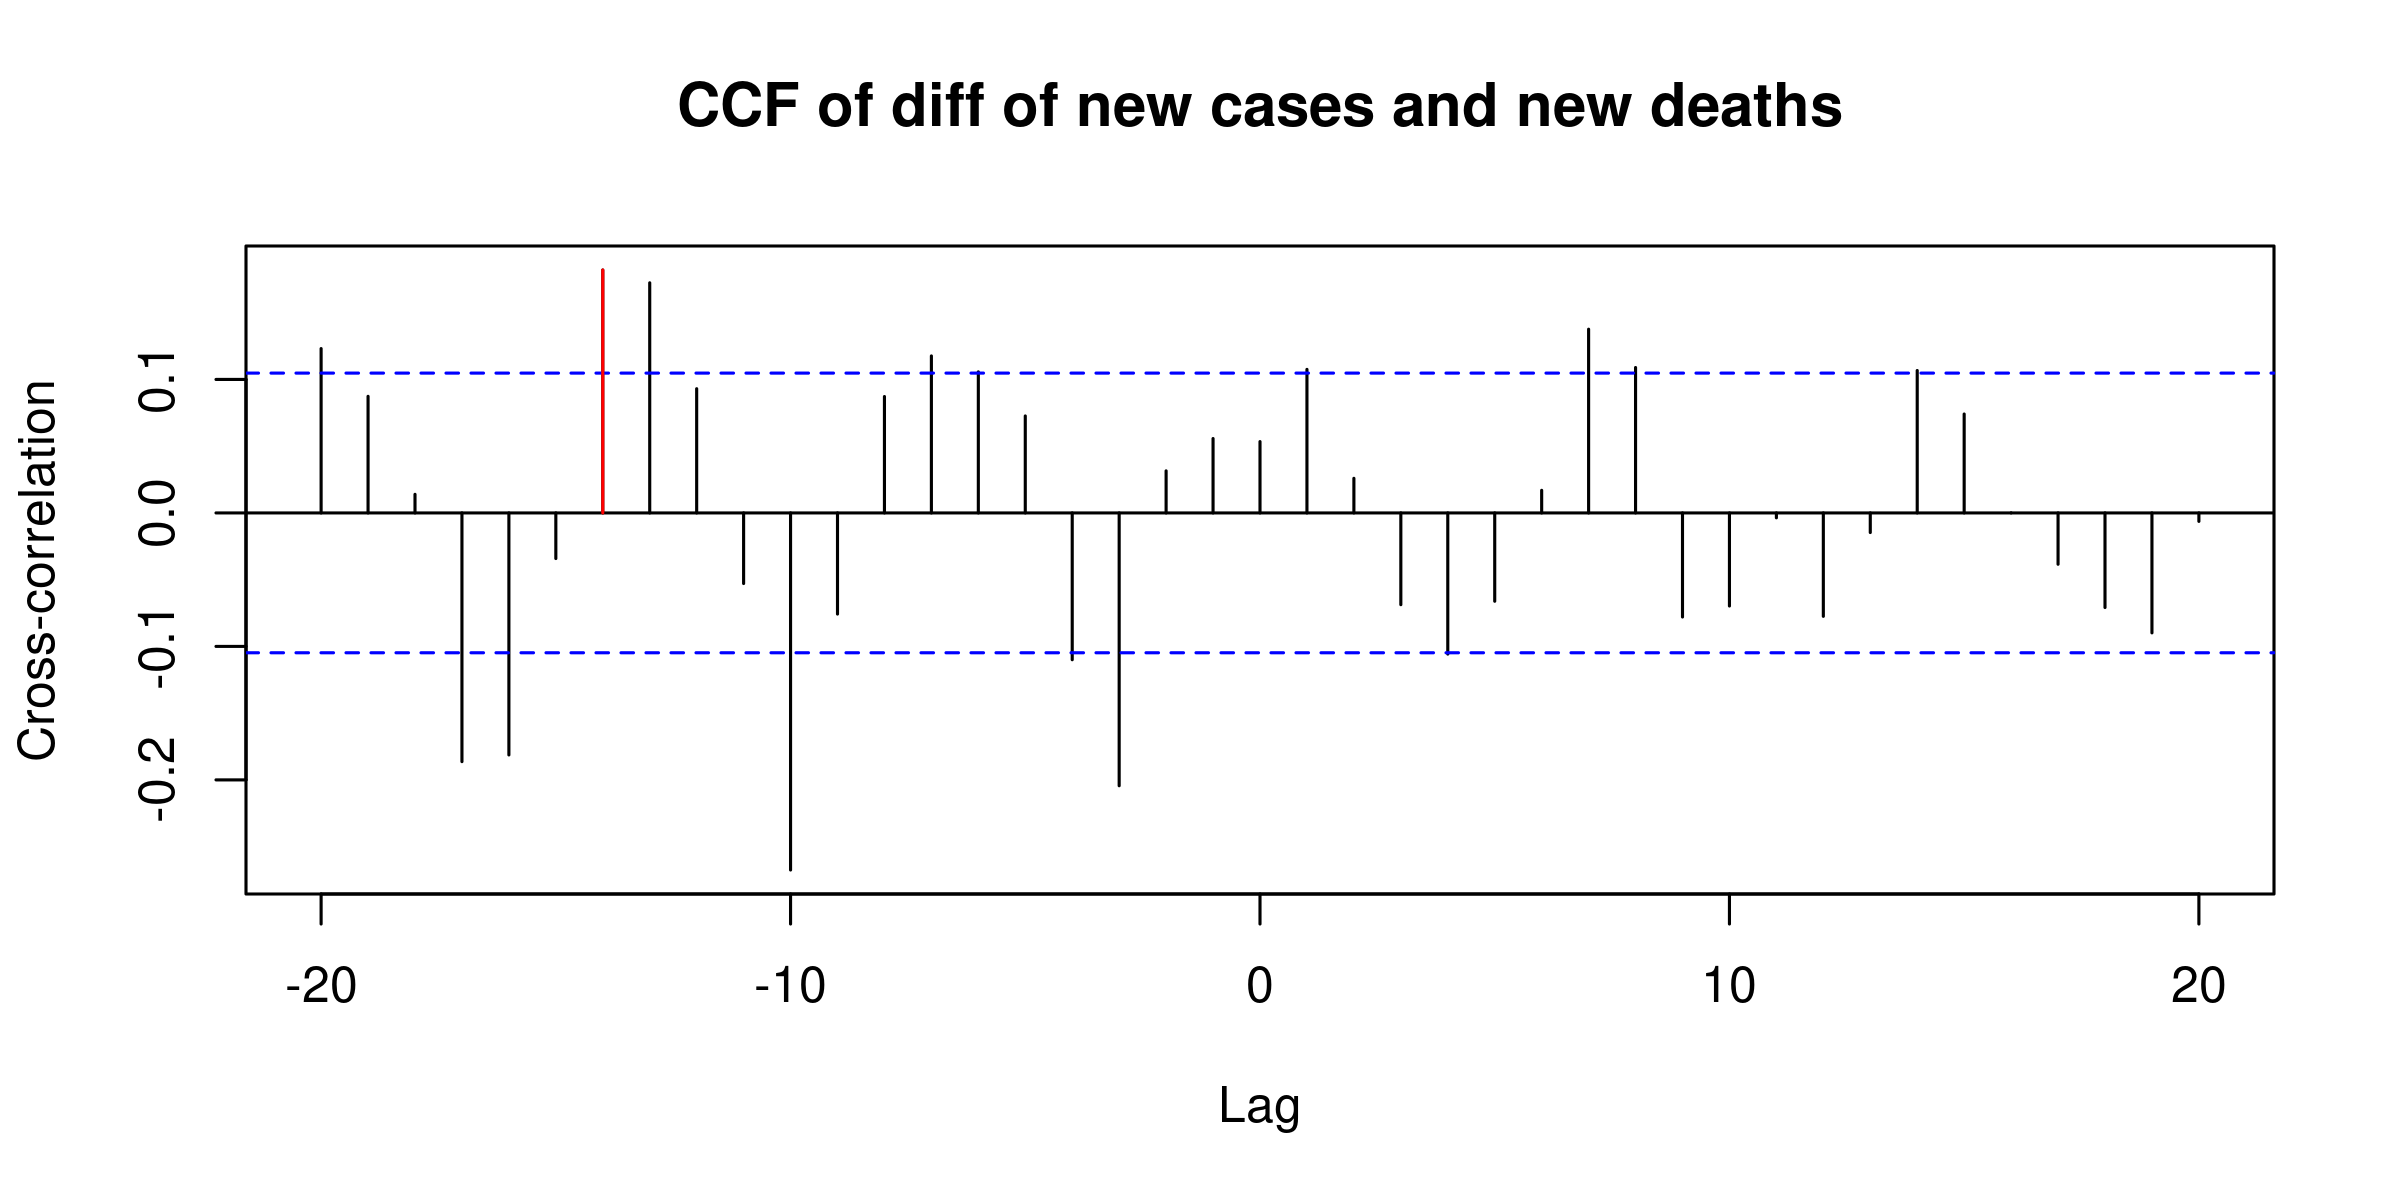 CCF of diff of new cases and new deaths
Cross-correlation
0.1
0.0
-0.1
-0.2
-20 -10 0 10 20
Lag